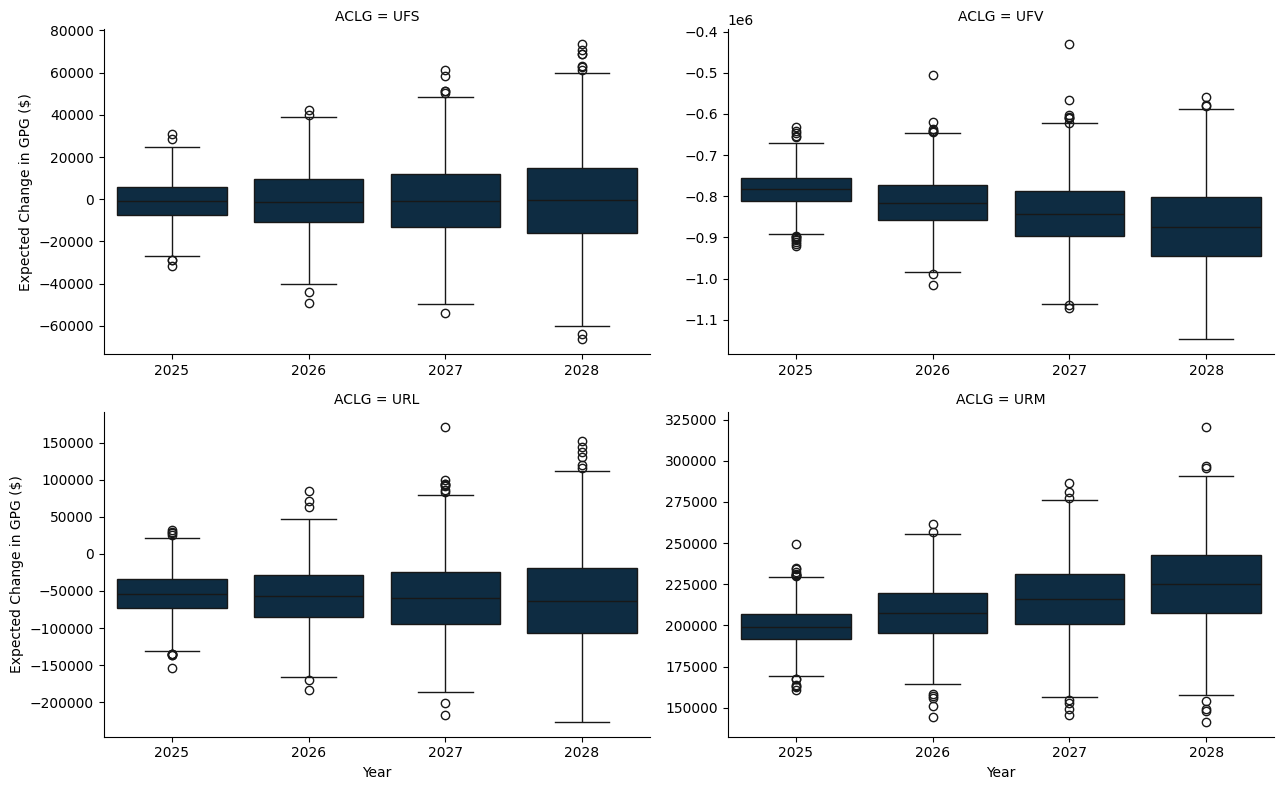 ACLG = UFS
80000
60000
40000
20000
0
−20000
−40000
−60000
Expected Change in GPG ($)
2025 2026 2027 2028
ACLG = UFV
1e6
−0.4
−0.5
−0.6
−0.7
−0.8
−0.9
−1.0
−1.1
2025 2026 2027 2028
ACLG = URL
150000
100000
50000
0
−50000
−100000
−150000
−200000
Expected Change in GPG ($)
2025 2026 2027 2028
Year
ACLG = URM
325000
300000
275000
250000
225000
200000
175000
150000
2025 2026 2027 2028
Year